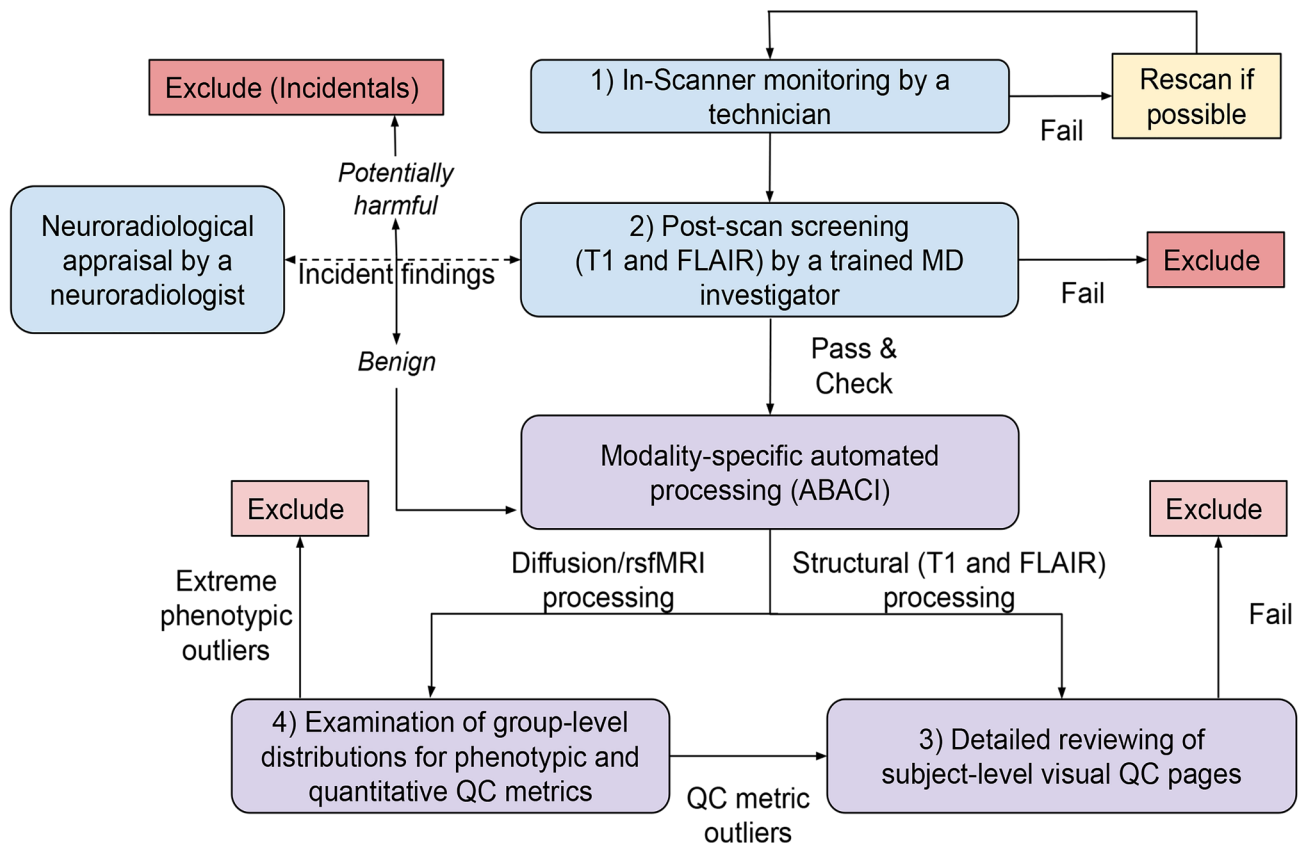 1) In-Scanner monitoring by a
technician
Rescan if
possible
Fail
Exclude (Incidentals)
Potentially
harmful
Neuroradiological
appraisal by a
neuroradiologist
Incident findings
2) Post-scan screening
(T1 and FLAIR) by a trained MD
investigator
Fail
Exclude
Benign
Pass &
Check
Modality-specific automated
processing (ABACI)
Exclude
Exclude
Diffusion/rsfMRI
processing
Structural (T1 and FLAIR)
processing
Extreme
phenotypic
outliers
Fail
4) Examination of group-level
distributions for phenotypic and
quantitative QC metrics
QC metric
outliers
3) Detailed reviewing of
subject-level visual QC pages